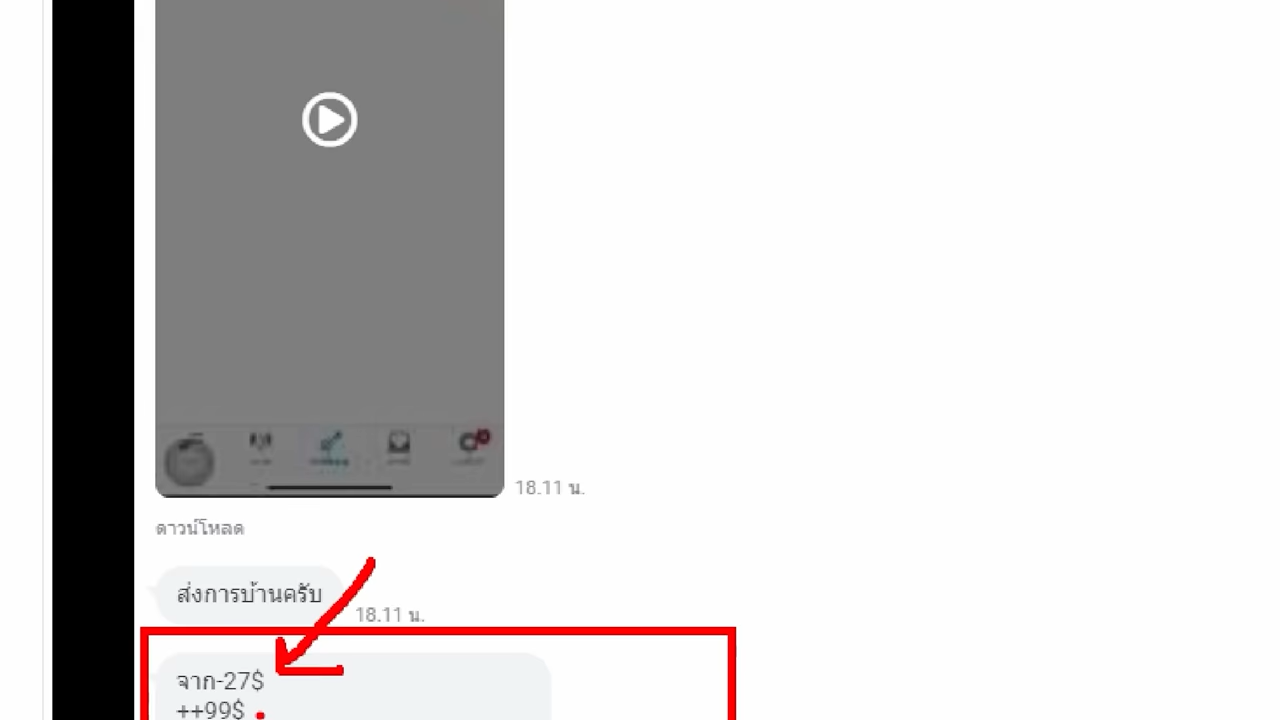 18.11 น.
ดาวน์โหลด
ส่งการบ้านครับ
18.11 น.
จาก-27$
++99$